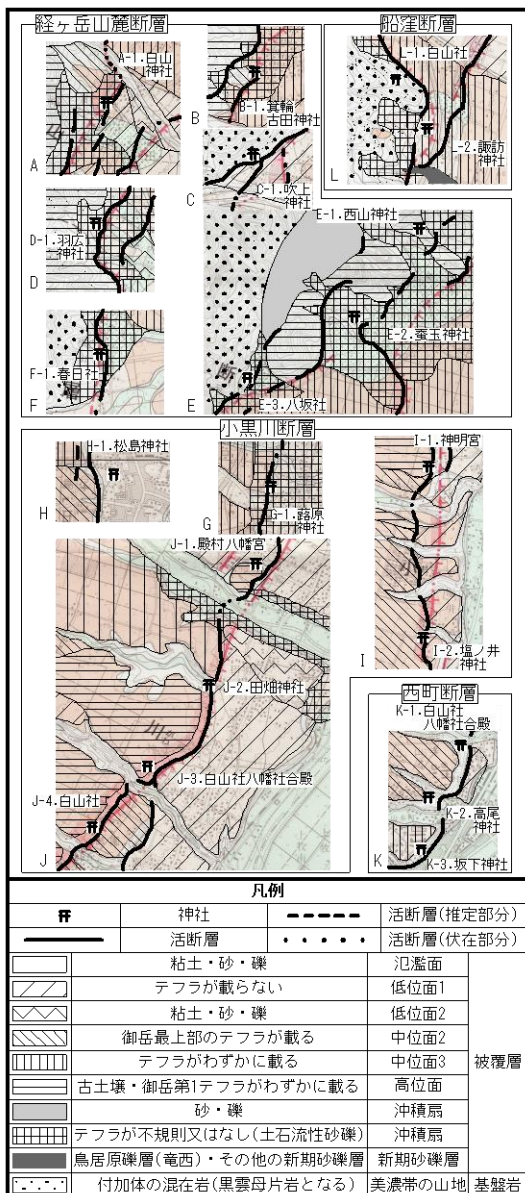 経ヶ岳山麓断層
A-1.白山
神社
A
B-1.箕輪
古田神社
B
C-1.吹上
神社
C
D-1.羽広
神社
D
E-1.西山神社
E-2.蚕玉神社
E-3.八坂社
E
F-1.春日社
F
船窪断層
L-1.白山社
L-2.諏訪
神社
L
小黒川断層
H-1.松島神社
H
G-1.蕗原
神社
G
I-1.神明宮
I-2.塩ノ井
神社
I
J-1.殿村八幡宮
J-2.田畑神社
J-3.白山社八幡社合殿
J-4.白山社
J
西町断層
K-1.白山社
八幡社合殿
K-2.高尾
神社
K-3.坂下神社
K
凡例
神社 活断層(推定部分)
活断層 活断層(伏在部分)
粘土・砂・礫 氾濫面
テフラが載らない 低位面1
粘土・砂・礫 低位面2
御岳最上部のテフラが載る 中位面2
テフラがわずかに載る 中位面3
被覆層
古土壌・御岳第1テフラがわずかに載る 高位面
砂・礫 沖積扇
テフラが不規則又はなし(土石流性砂礫) 沖積扇
鳥居原礫層(竜西)・その他の新期砂礫層 新期砂礫層
付加体の混在岩(黒雲母片岩となる) 美濃帯の山地 基盤岩